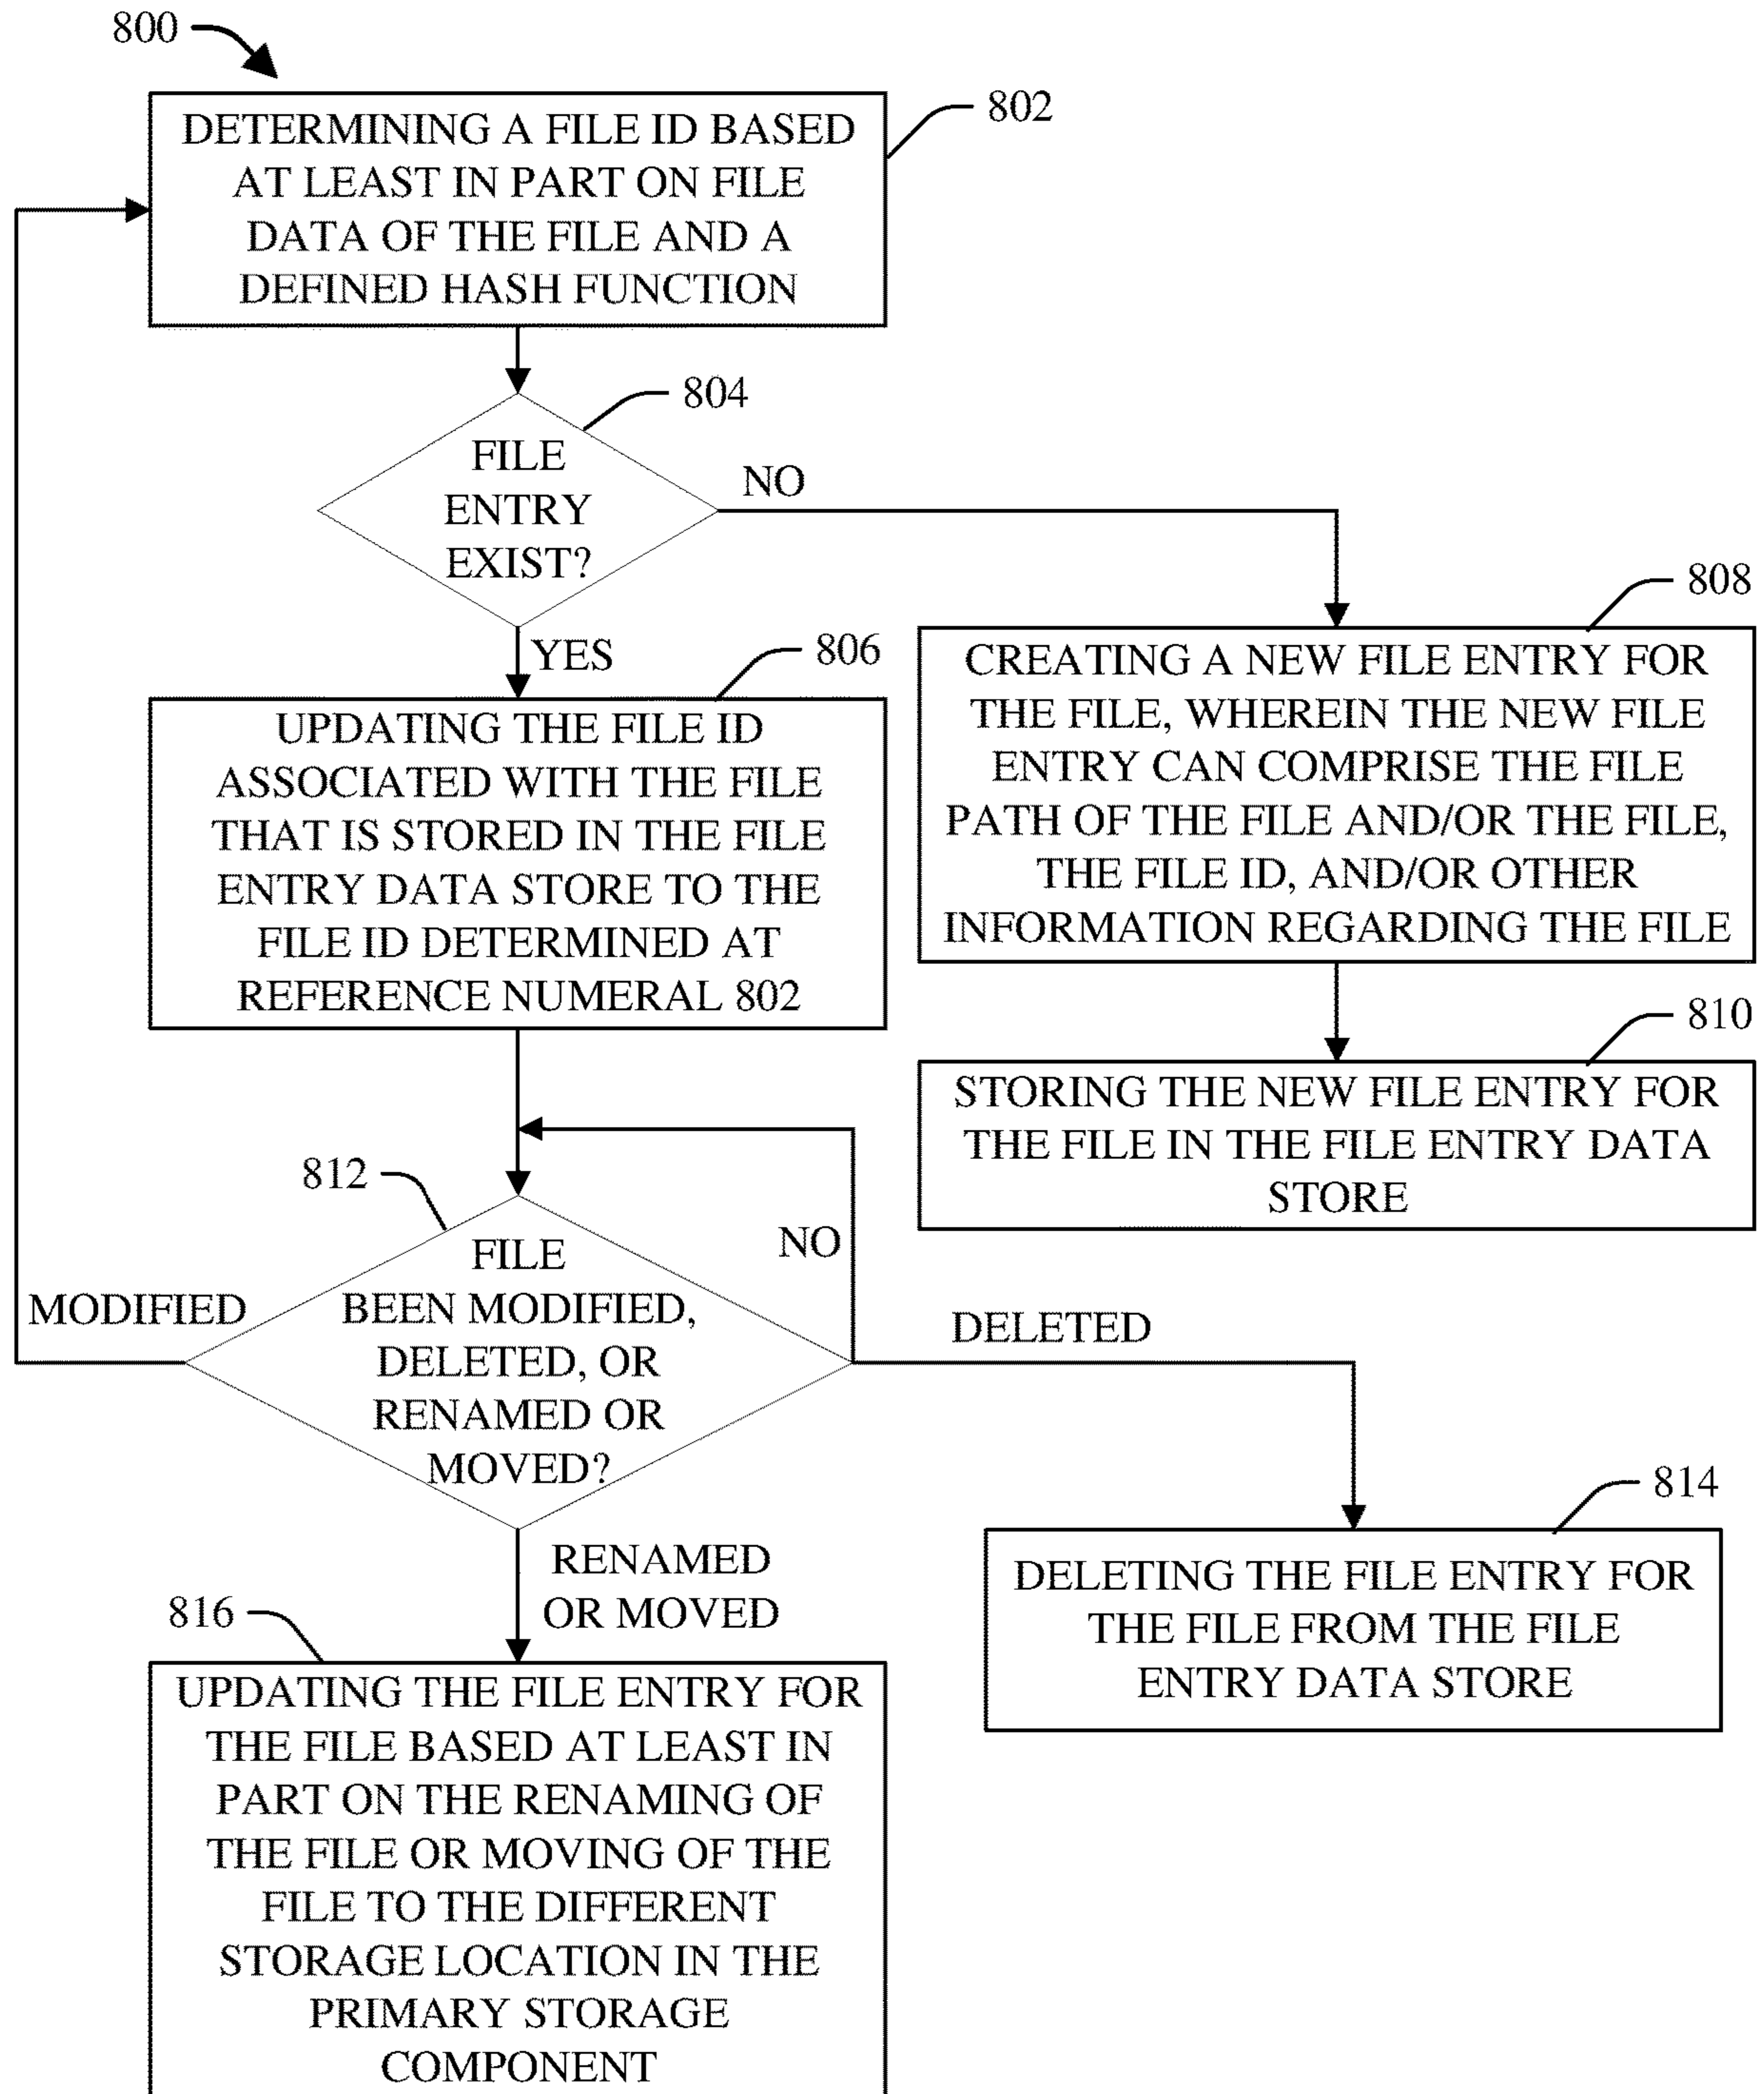 800
802
DETERMINING A FILE ID BASED
AT LEAST IN PART ON FILE
DATA OF THE FILE AND A
DEFINED HASH FUNCTION
804
FILE
ENTRY
EXIST?
NO
YES
806
UPDATING THE FILE ID
ASSOCIATED WITH THE FILE
THAT IS STORED IN THE FILE
ENTRY DATA STORE TO THE
FILE ID DETERMINED AT
REFERENCE NUMERAL 802
808
CREATING A NEW FILE ENTRY FOR
THE FILE, WHEREIN THE NEW FILE
ENTRY CAN COMPRISE THE FILE
PATH OF THE FILE AND/OR THE FILE,
THE FILE ID, AND/OR OTHER
INFORMATION REGARDING THE FILE
810
STORING THE NEW FILE ENTRY FOR
THE FILE IN THE FILE ENTRY DATA
STORE
812
FILE
BEEN MODIFIED,
DELETED, OR
RENAMED OR
MOVED?
NO
MODIFIED
DELETED
814
DELETING THE FILE ENTRY FOR
THE FILE FROM THE FILE
ENTRY DATA STORE
RENAMED
OR MOVED
816
UPDATING THE FILE ENTRY FOR
THE FILE BASED AT LEAST IN
PART ON THE RENAMING OF
THE FILE OR MOVING OF THE
FILE TO THE DIFFERENT
STORAGE LOCATION IN THE
PRIMARY STORAGE
COMPONENT